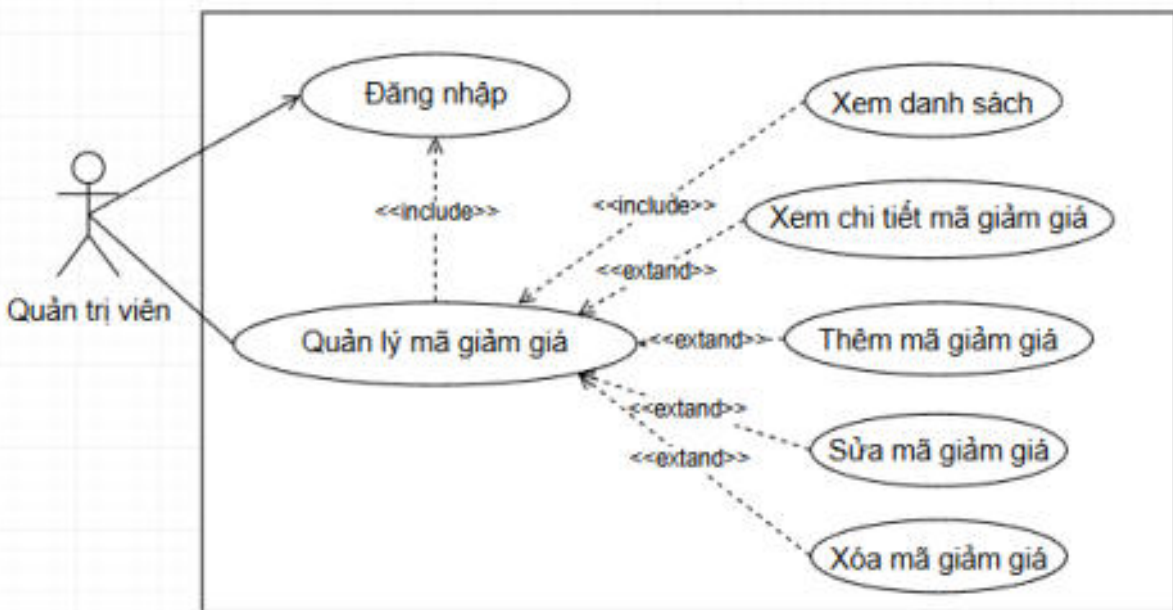 Đăng nhập
Xem danh sách
<<include>>
<<include>>
Xem chi tiết mã giảm giá
<<extand>>
Quản trị viên
Quản lý mã giảm giá
<<extand>>
Thêm mã giảm giá
<<extand>>
Sửa mã giảm giá
<<extand>>
Xóa mã giảm giá